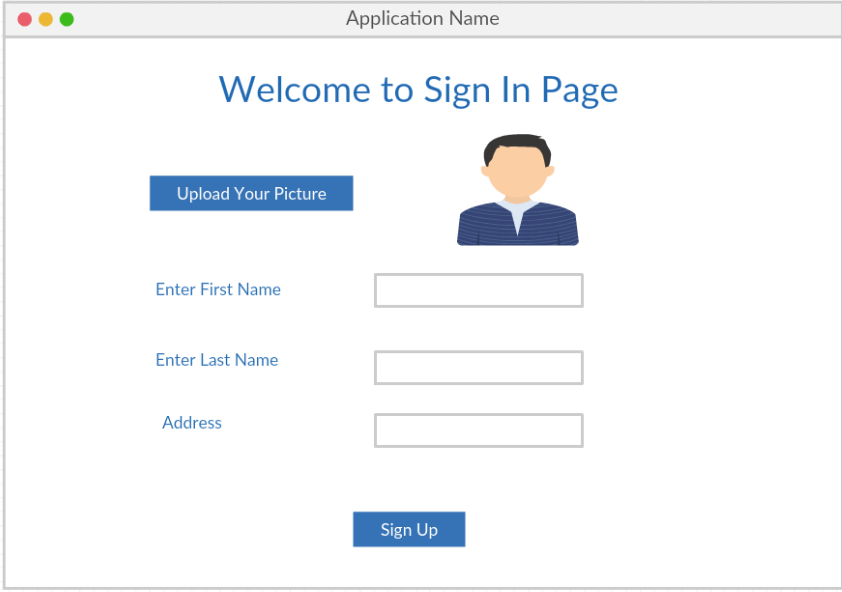 Application Name
Welcome to Sign In Page
Upload Your Picture
Enter First Name
Enter Last Name
Address
Sign Up